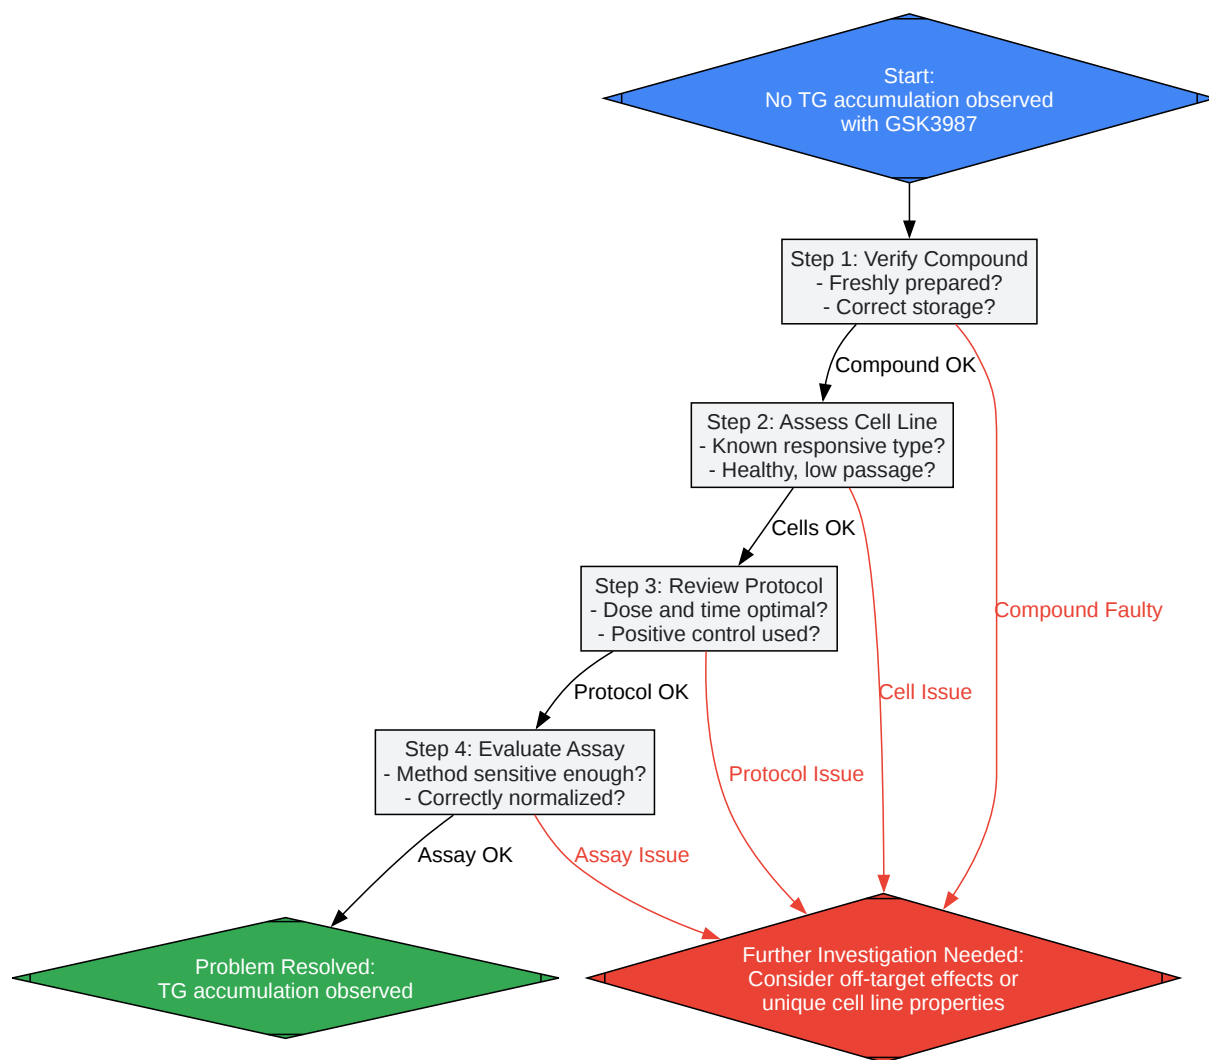 Start:
No TG accumulation observed
with GSK3987
Step 1: Verify Compound
- Freshly prepared?
- Correct storage?
Compound OK
Step 2: Assess Cell Line
- Known responsive type?
- Healthy, low passage?
Cells OK
Step 3: Review Protocol
- Dose and time optimal?
- Positive control used?
Compound Faulty
Protocol OK
Cell Issue
Step 4: Evaluate Assay
- Method sensitive enough?
- Correctly normalized?
Protocol Issue
Assay OK
Assay Issue
Problem Resolved:
TG accumulation observed
Further Investigation Needed:
Consider off-target effects or
unique cell line properties